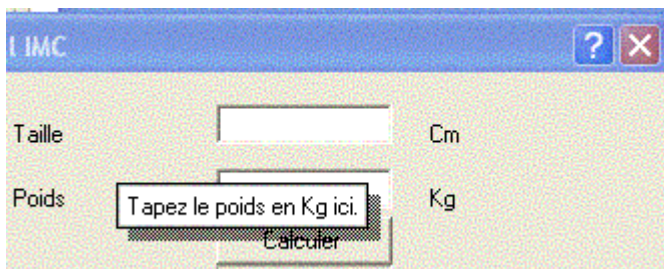 l IMC
Taille
Cm
Poids
Tapez le poids en Kg ici.
Kg
Calculer